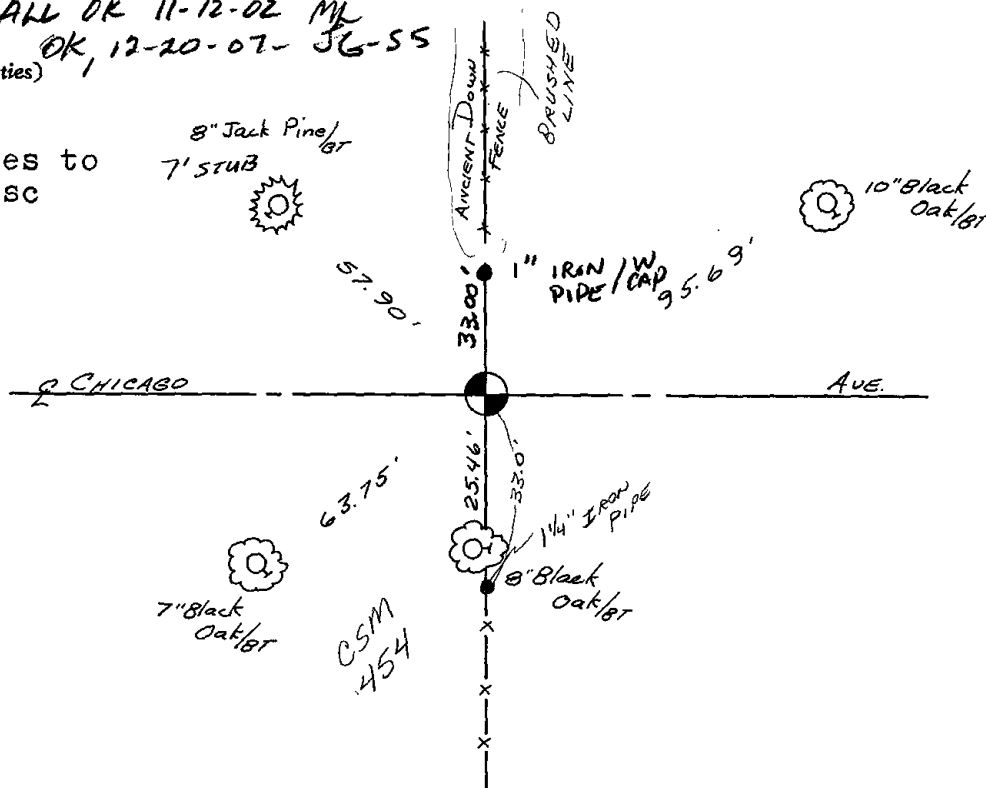 ALL OK 11-12-02 ML
OK, 12-20-07- JG-SS
ties)
es to
sc
8" Jack Pine/BT
7' STUB
ANCIENT DOWN
FENCE
BRUSHED
LINE
10" Black
Oak/BT
57.90'
33.00'
1" IRON
PIPE / W
CAP
95.69'
℄ CHICAGO AVE.
25.46'
33.0'
63.75'
1 1/4" IRON
PIPE
8" Black
Oak/BT
7" Black
Oak/BT
CSM
454